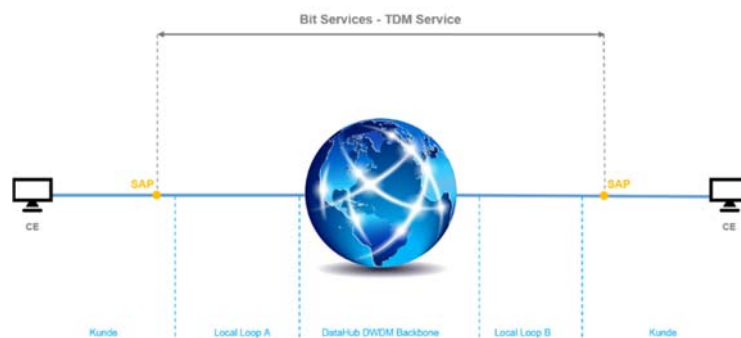 Bit Services - TDM Service
SAP
SAP
CE
CE
Kunde
Local Loop A
DataHub DWDM Backbone
Local Loop B
Kunde